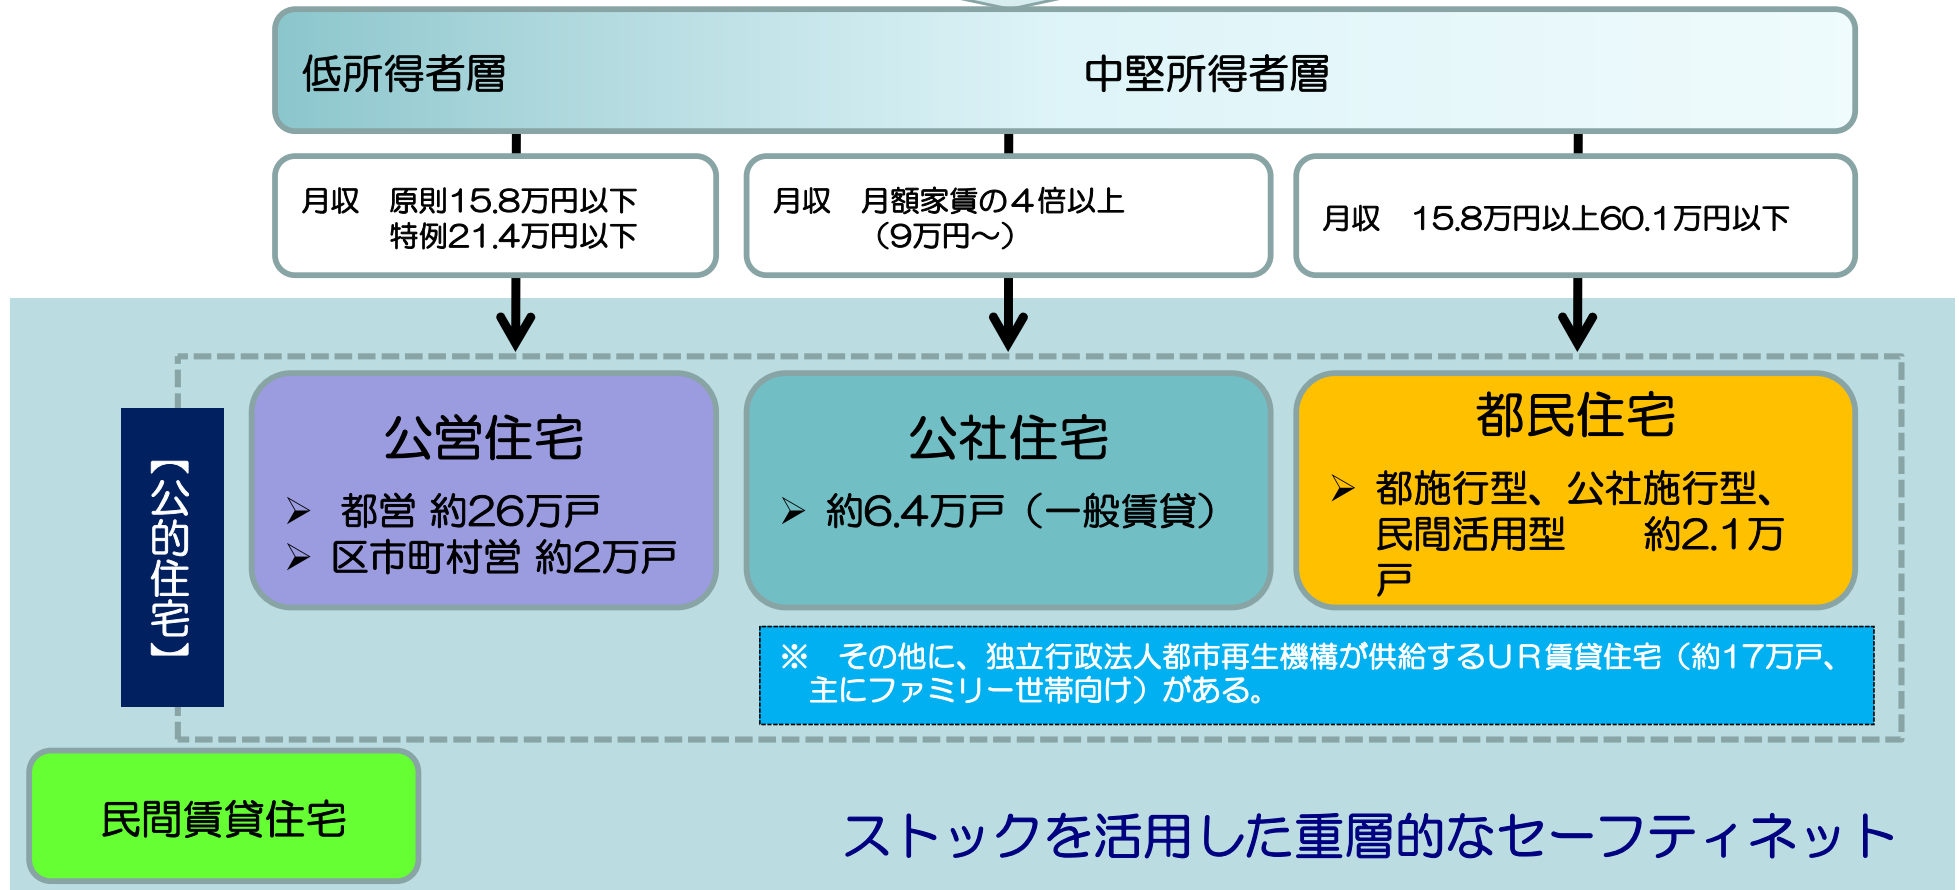 低所得者層
中堅所得者層
月収　原則15.8万円以下
特例21.4万円以下
月収　月額家賃の４倍以上
（9万円～）
月収　15.8万円以上60.1万円以下
【公的住宅】
公営住宅
➢ 都営 約26万戸
➢ 区市町村営 約2万戸
公社住宅
➢ 約6.4万戸（一般賃貸）
都民住宅
➢ 都施行型、公社施行型、
民間活用型　　約2.1万
戸
※　その他に、独立行政法人都市再生機構が供給するＵＲ賃貸住宅（約17万戸、
主にファミリー世帯向け）がある。
民間賃貸住宅
ストックを活用した重層的なセーフティネット